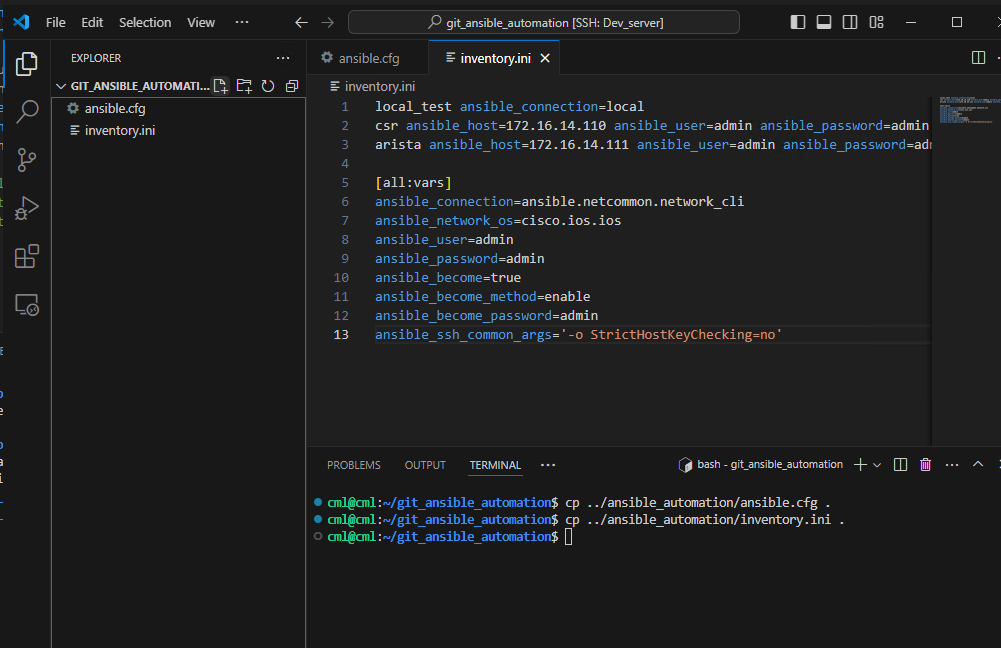 File Edit Selection View ··· git_ansible_automation [SSH: Dev_server]
EXPLORER ···
GIT_ANSIBLE_AUTOMATI...
ansible.cfg
inventory.ini
ansible.cfg inventory.ini
inventory.ini
1 local_test ansible_connection=local
2 csr ansible_host=172.16.14.110 ansible_user=admin ansible_password=admin
3 arista ansible_host=172.16.14.111 ansible_user=admin ansible_password=adm
4
5 [all:vars]
6 ansible_connection=ansible.netcommon.network_cli
7 ansible_network_os=cisco.ios.ios
8 ansible_user=admin
9 ansible_password=admin
10 ansible_become=true
11 ansible_become_method=enable
12 ansible_become_password=admin
13 ansible_ssh_common_args='-o StrictHostKeyChecking=no'
PROBLEMS OUTPUT TERMINAL ··· bash - git_ansible_automation
cml@cml:~/git_ansible_automation$ cp ../ansible_automation/ansible.cfg .
cml@cml:~/git_ansible_automation$ cp ../ansible_automation/inventory.ini .
cml@cml:~/git_ansible_automation$